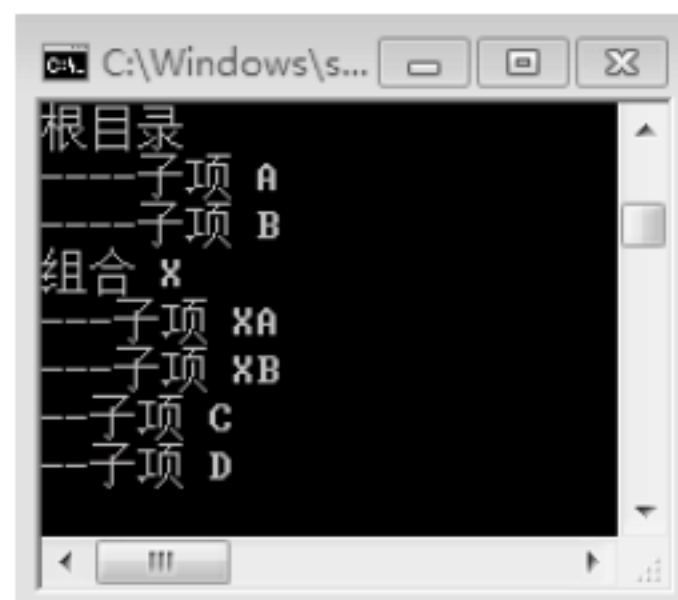 C:\Windows\s...
根目录
----子项 A
----子项 B
组合 X
---子项 XA
---子项 XB
--子项 C
--子项 D